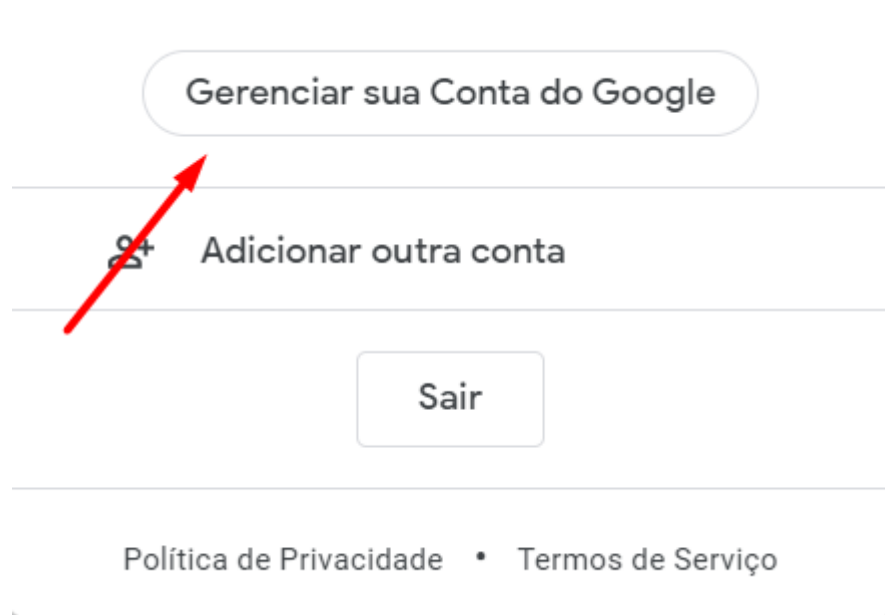 Gerenciar sua Conta do Google
Adicionar outra conta
Sair
Política de Privacidade • Termos de Serviço